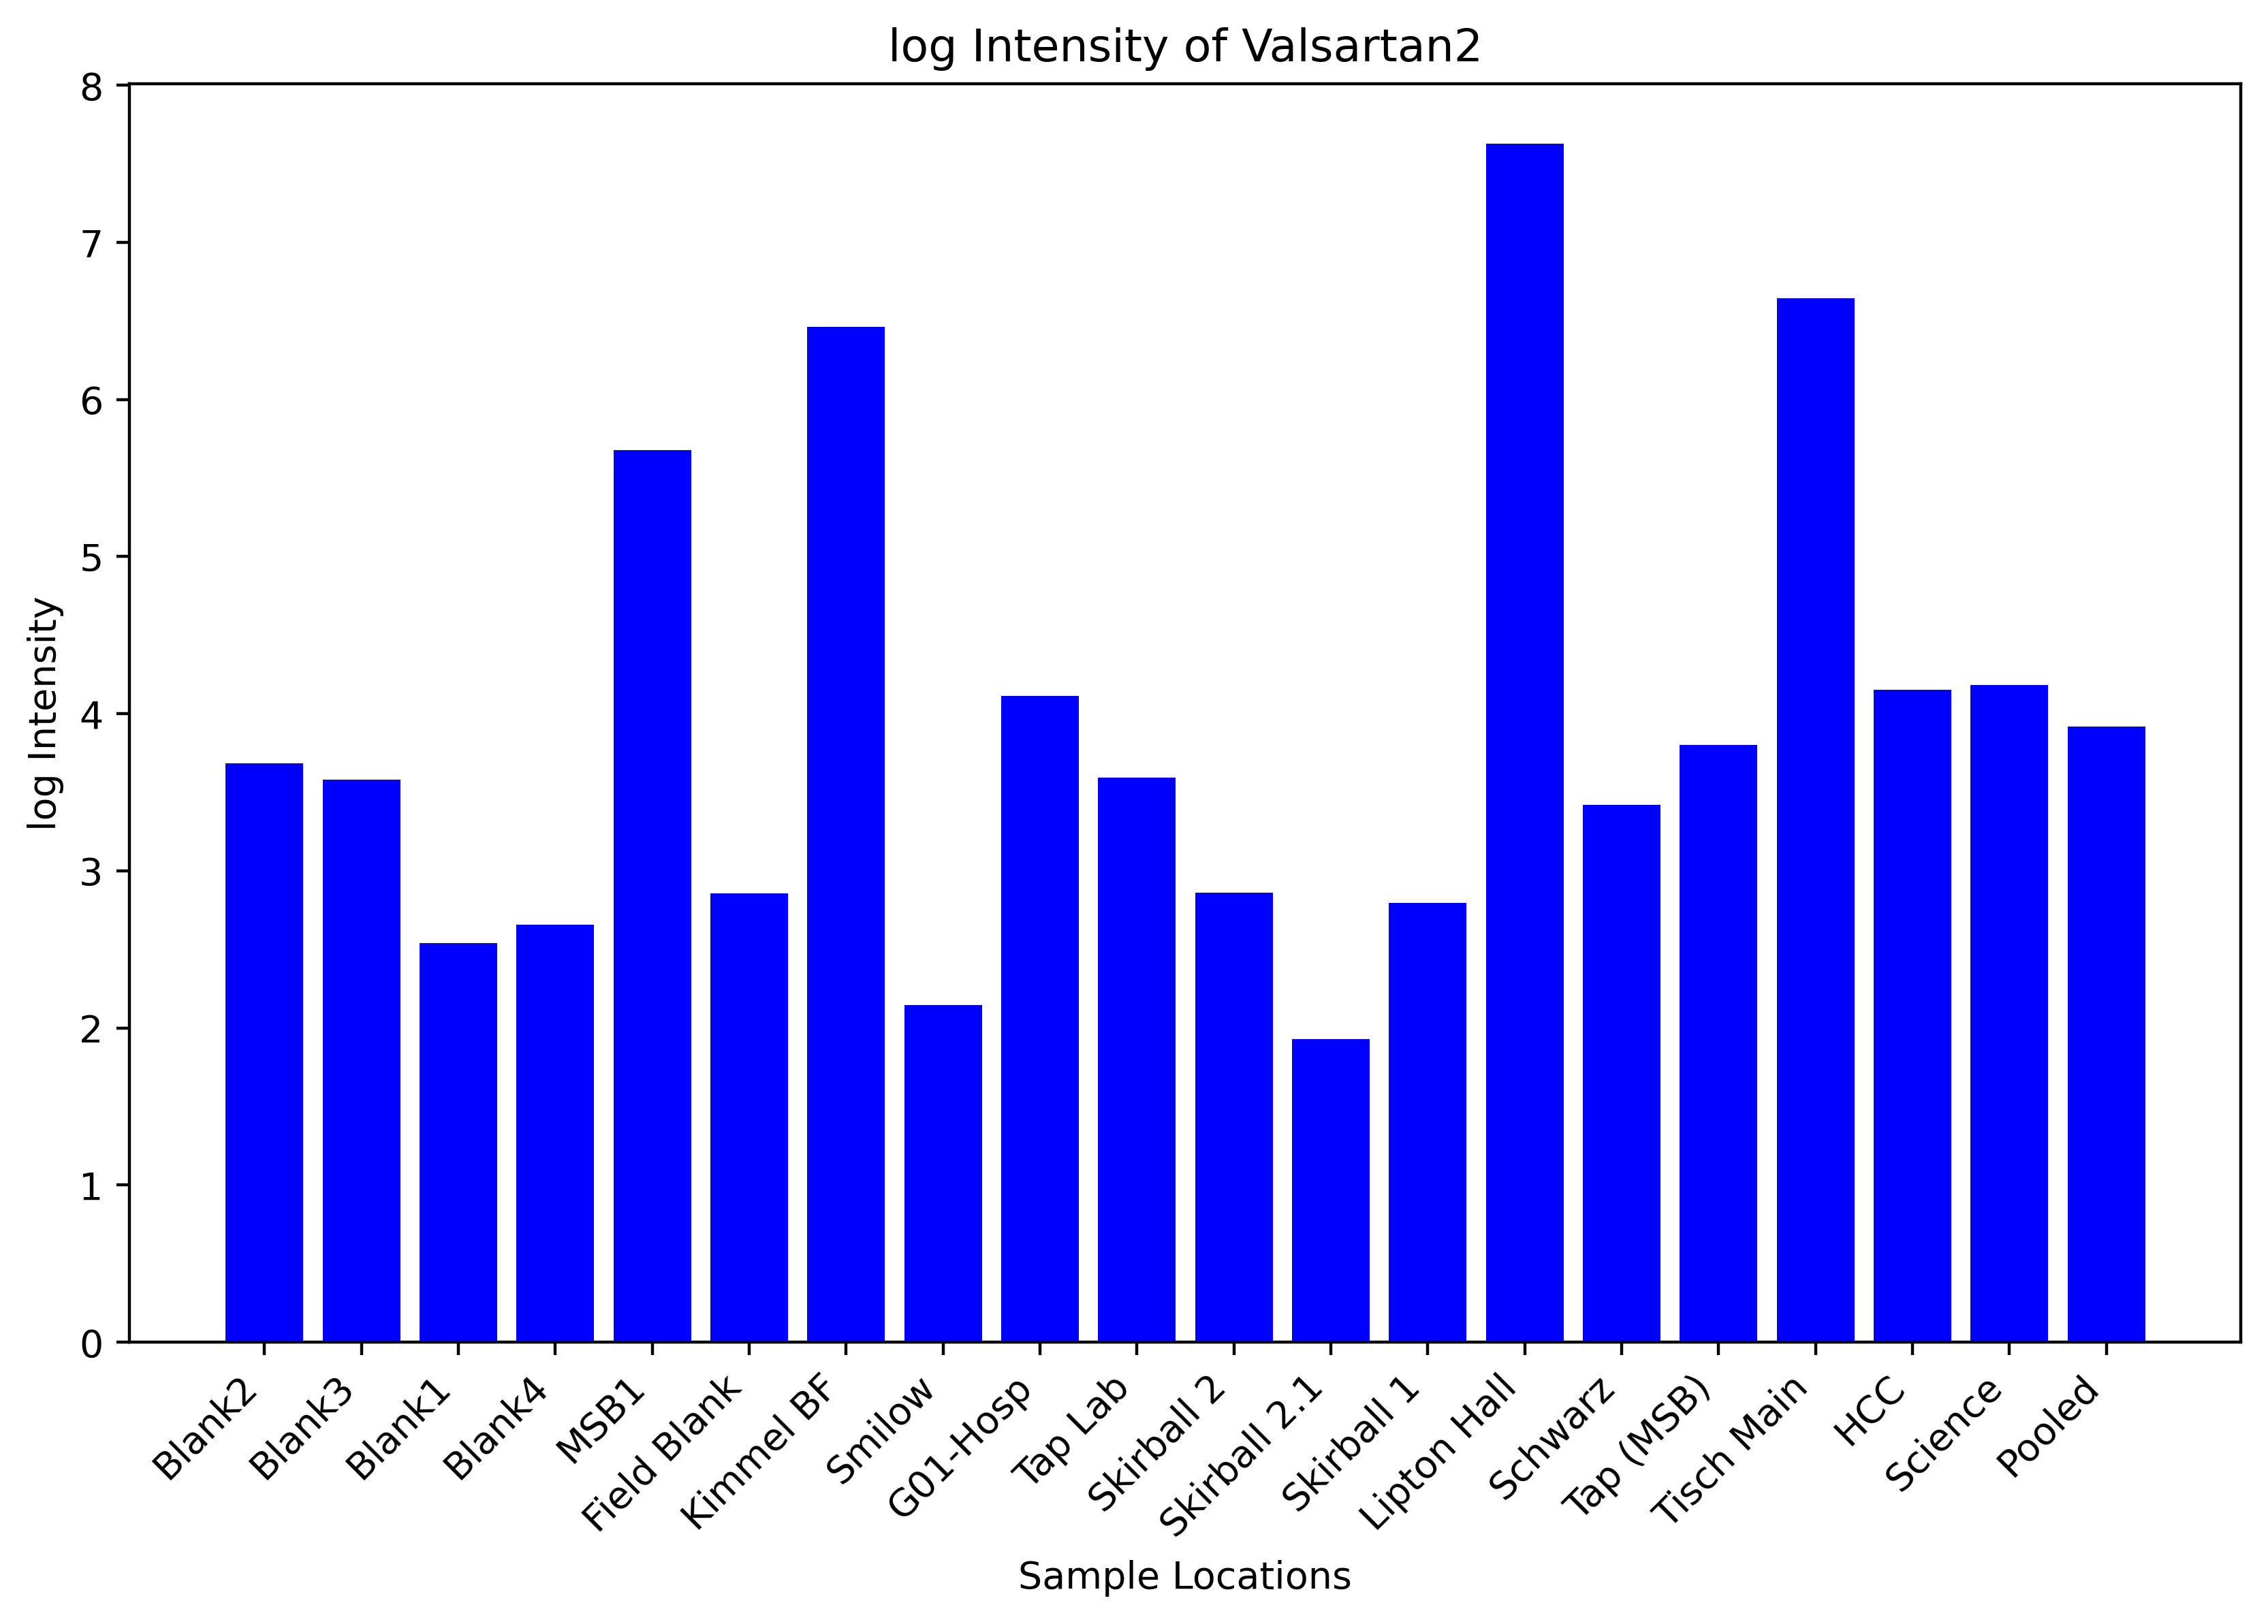 log Intensity of Valsartan2
8
7
6
5
4
3
2
1
0
log Intensity
Blank2
Blank3
Blank1
Blank4
MSB1
Field Blank
Kimmel BF
Smilow
G01-Hosp
Tap Lab
Skirball 2
Skirball 2.1
Skirball 1
Lipton Hall
Schwarz
Tap (MSB)
Tisch Main
HCC
Science
Pooled
Sample Locations